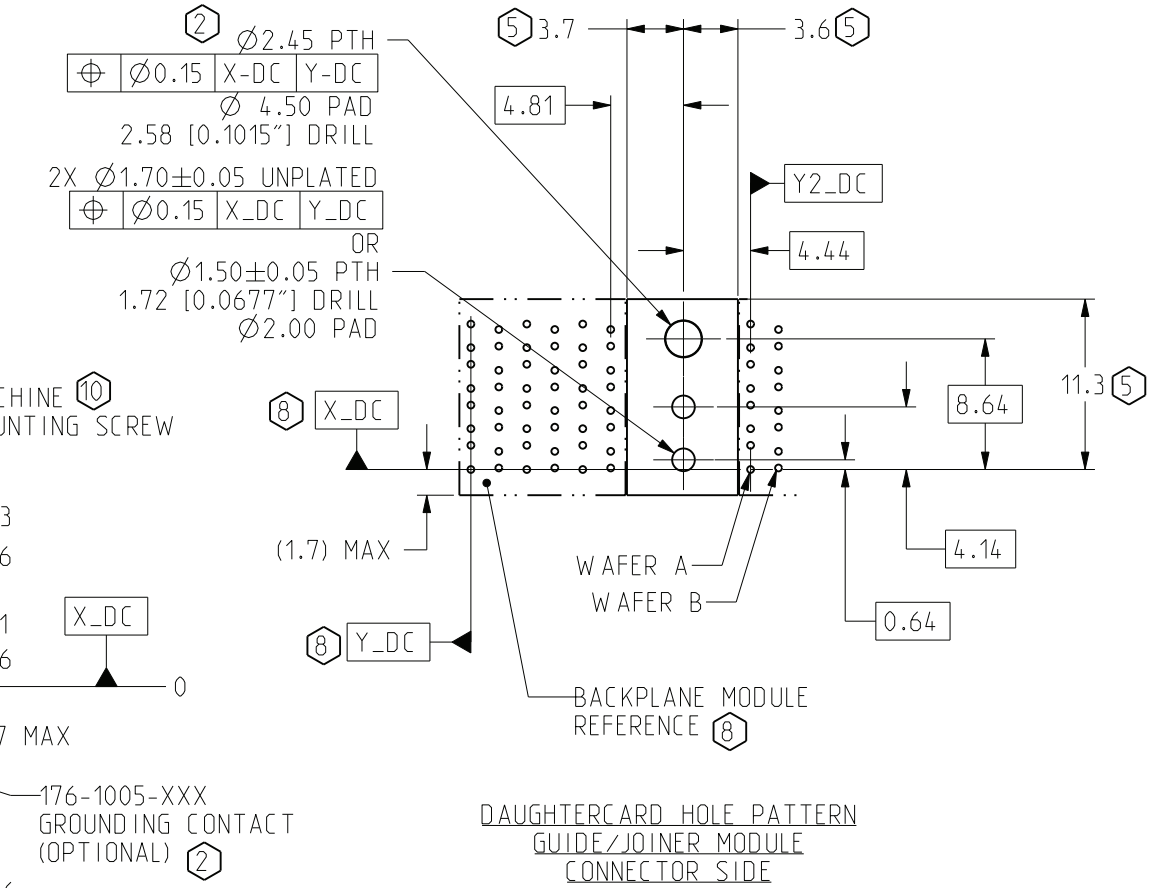 2
Ø2.45 PTH
⌖ Ø0.15 X-DC Y-DC
Ø 4.50 PAD
2.58 [0.1015"] DRILL
2X Ø1.70±0.05 UNPLATED
⌖ Ø0.15 X_DC Y_DC
OR
Ø1.50±0.05 PTH
1.72 [0.0677"] DRILL
Ø2.00 PAD
5 3.7
3.6 5
4.81
Y2_DC
4.44
11.3 5
8.64
4.14
0.64
8 X_DC
(1.7) MAX
8 Y_DC
WAFER A
WAFER B
BACKPLANE MODULE
REFERENCE 8
CHINE 10
UNTING SCREW
3
6
1
6
X_DC
0
7 MAX
176-1005-XXX
GROUNDING CONTACT
(OPTIONAL) 2
DAUGHTERCARD HOLE PATTERN
GUIDE/JOINER MODULE
CONNECTOR SIDE